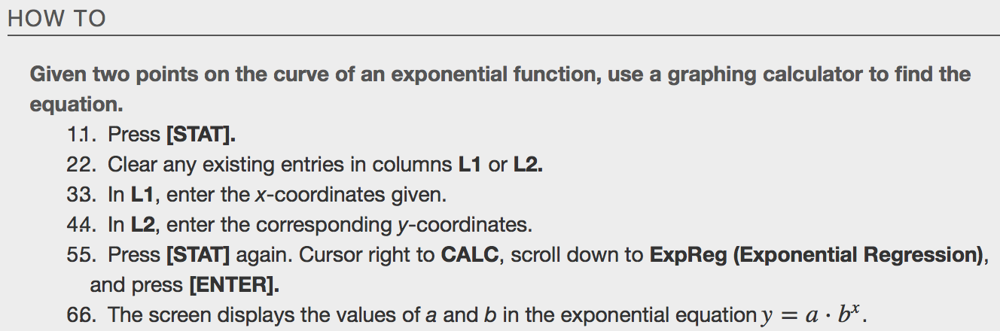 HOW TO
Given two points on the curve of an exponential function, use a graphing calculator to find the
equation.
11. Press [STAT].
22. Clear any existing entries in columns L1 or L2.
33. In L1, enter the x-coordinates given.
44. In L2, enter the corresponding y-coordinates.
55. Press [STAT] again. Cursor right to CALC, scroll down to ExpReg (Exponential Regression),
and press [ENTER].
66. The screen displays the values of a and b in the exponential equation y = a · bˣ.